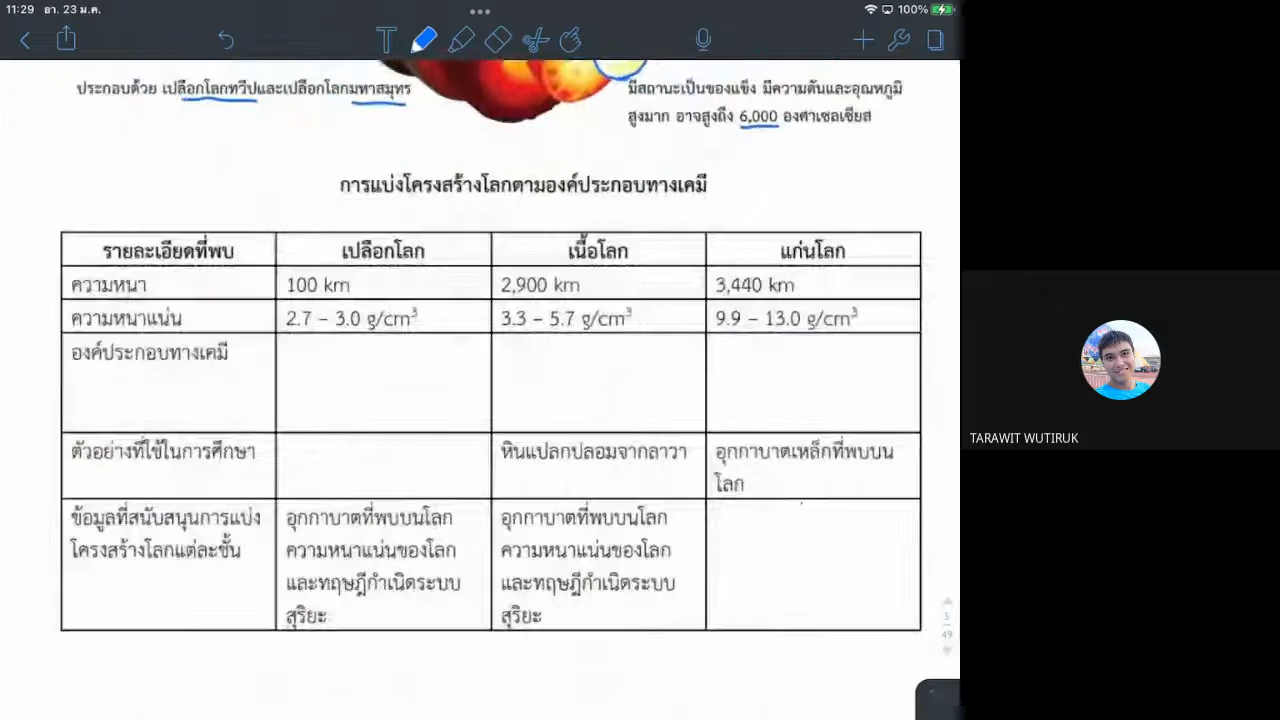 11:29 อา. 23 ม.ค.
100%
ประกอบด้วย เปลือกโลกทวีปและเปลือกโลกมหาสมุทร
มีสถานะเป็นของแข็ง มีความดันและอุณหภูมิ
สูงมาก อาจสูงถึง 6,000 องศาเซลเซียส
การแบ่งโครงสร้างโลกตามองค์ประกอบทางเคมี
รายละเอียดที่พบ เปลือกโลก เนื้อโลก แก่นโลก
ความหนา 100 km 2,900 km 3,440 km
ความหนาแน่น 2.7 – 3.0 g/cm³ 3.3 – 5.7 g/cm³ 9.9 – 13.0 g/cm³
องค์ประกอบทางเคมี
ตัวอย่างที่ใช้ในการศึกษา หินแปลกปลอมจากลาวา อุกกาบาตเหล็กที่พบบน
โลก
ข้อมูลที่สนับสนุนการแบ่ง อุกกาบาตที่พบบนโลก อุกกาบาตที่พบบนโลก
โครงสร้างโลกแต่ละชั้น ความหนาแน่นของโลก ความหนาแน่นของโลก
และทฤษฎีกำเนิดระบบ และทฤษฎีกำเนิดระบบ
สุริยะ สุริยะ
3
49
TARAWIT WUTIRUK